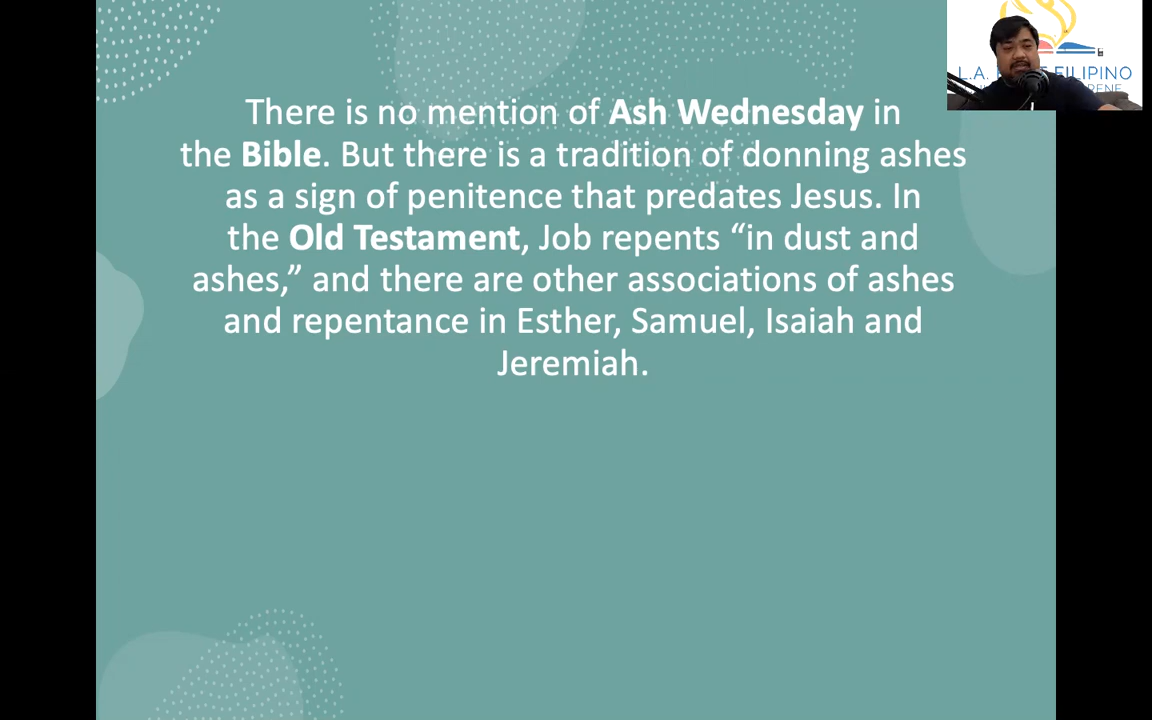 There is no mention of Ash Wednesday in
the Bible. But there is a tradition of donning ashes
as a sign of penitence that predates Jesus. In
the Old Testament, Job repents “in dust and
ashes,” and there are other associations of ashes
and repentance in Esther, Samuel, Isaiah and
Jeremiah.
L.A. FILIPINO